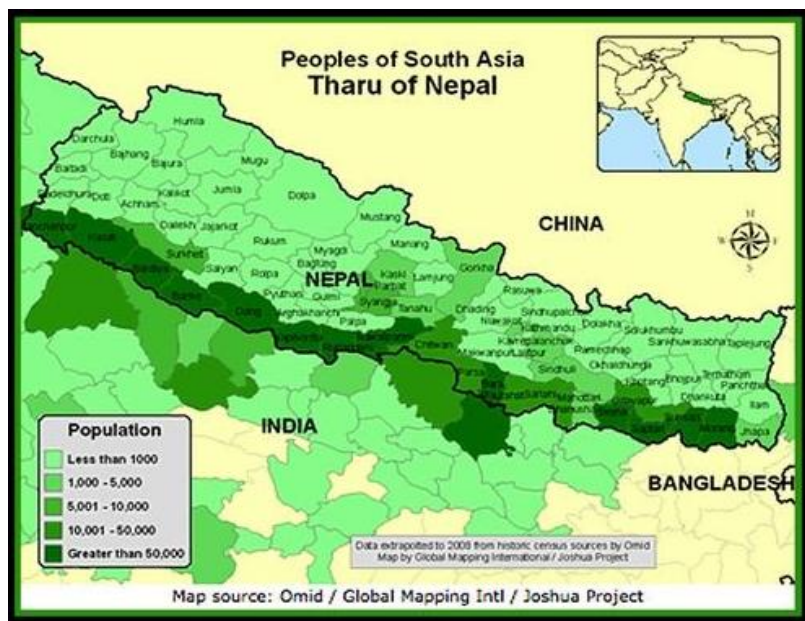 Peoples of South Asia
Tharu of Nepal
Humla
Darchula
Bajhang
Bajura
Mugu
Baitadi
Doti
Kalikot
Jumla
Dolpa
Achham
Mustang
CHINA
Dailekh
Jajarkot
Manang
Rukum
Myagdi
Surkhet
Baglung
Gorkha
Salyan
Rolpa
NEPAL
Kaski
Lamjung
Parbat
Rasuwa
Pyuthan
Gulmi
Syangja
Tanahu
Dhading
Sindhupalchok
Banke
Dang
Arghakhanchi
Nuwakot
Kathmandu
Dolakha
Solukhumbu
Palpa
Kavrepalanchok
Sankhuwasabha
Taplejung
Chitwan
Makwanpur
Lalitpur
Ramechhap
Okhaldhunga
Parsa
Sindhuli
Khotang
Bhojpur
Terhathum
Panchthar
Bara
Dhankuta
Sarlahi
Mahottari
Udayapur
Ilam
Morang
Jhapa
INDIA
BANGLADESH
Population
Less than 1000
1,000 - 5,000
5,001 - 10,000
10,001 - 50,000
Greater than 50,000
Data extrapolted to 2008 from historic census sources by Omid
Map by Global Mapping International / Joshua Project
Map source: Omid / Global Mapping Intl / Joshua Project